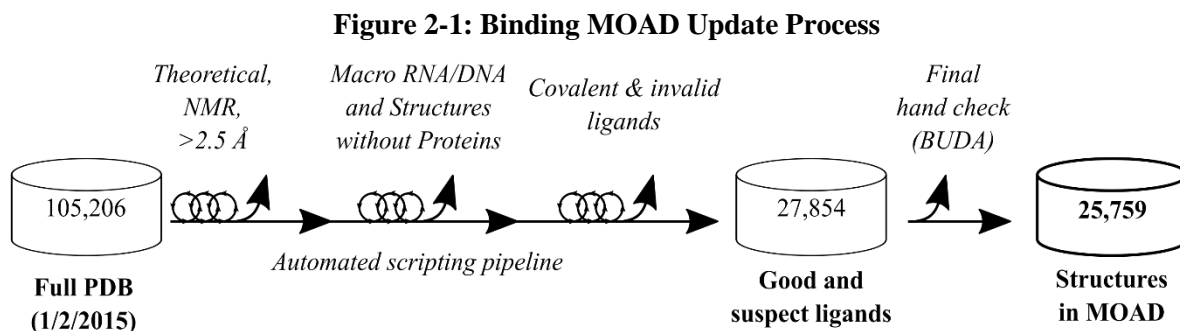 Figure 2-1: Binding MOAD Update Process
Theoretical,
NMR,
>2.5 Å
Macro RNA/DNA
and Structures
without Proteins
Covalent & invalid
ligands
Final
hand check
(BUDA)
105,206
27,854
25,759
Automated scripting pipeline
Full PDB
(1/2/2015)
Good and
suspect ligands
Structures
in MOAD